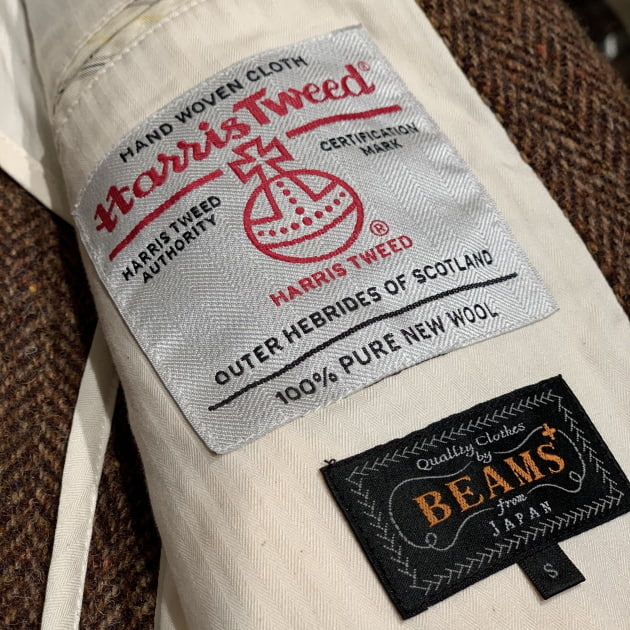 HAND WOVEN CLOTH
Harris Tweed®
CERTIFICATION
MARK
HARRIS TWEED
AUTHORITY
®
HARRIS TWEED
OUTER HEBRIDES OF SCOTLAND
100% PURE NEW WOOL
Quality Clothes
by
BEAMS+
from
JAPAN
S